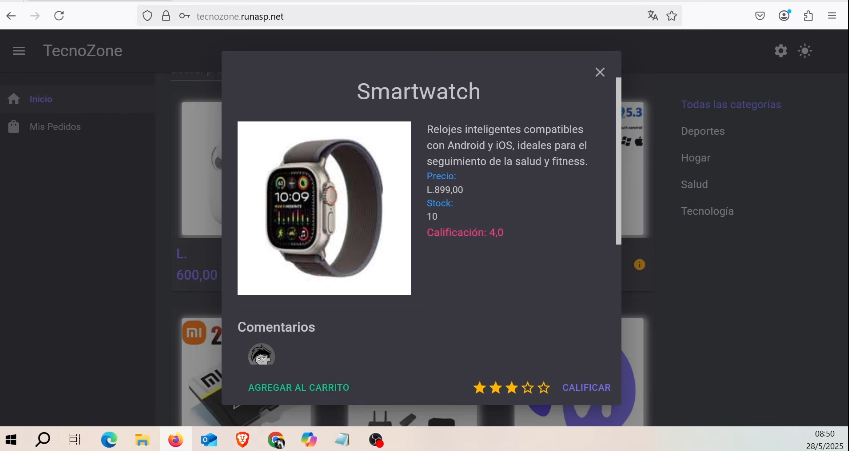 tecnozone.runasp.net
TecnoZone
Inicio
Mis Pedidos
Smartwatch
10:09
Relojes inteligentes compatibles
con Android y iOS, ideales para el
seguimiento de la salud y fitness.
Precio:
L.899,00
Stock:
10
Calificación: 4,0
Comentarios
AGREGAR AL CARRITO
CALIFICAR
L.
600,00
5.3
Todas las categorías
Deportes
Hogar
Salud
Tecnología
08:50
28/5/2025